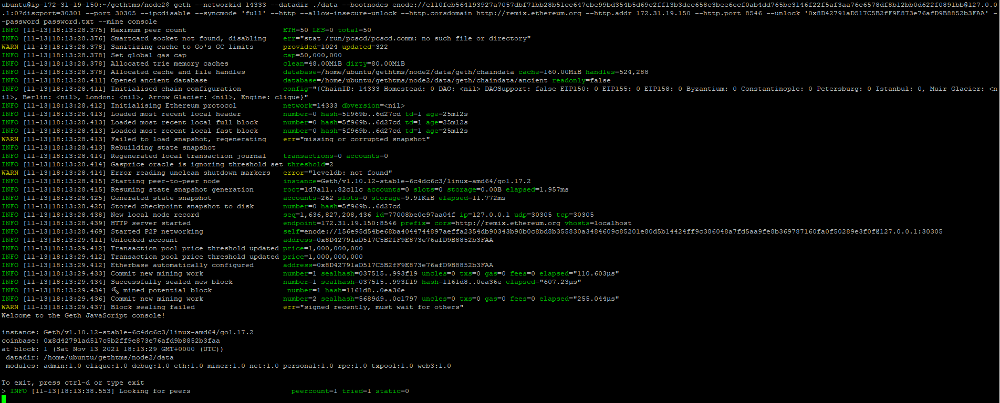 ubuntu@ip-172-31-19-150:~/gethtms/node2$ geth --networkid 14333 --datadir ./data --bootnodes enode://e110feb564193927a7057dbf71bb28b51cc647ebe99bd354b5d69c2ff13b3dec658c3bee6ecf0ab4dd765bc3146f22f5af3aa76c6578df8b12bb0d622f0891bb@127.0.0
.1:0?discport=30301 --port 30305 --ipcdisable --syncmode 'full' --http --allow-insecure-unlock --http.corsdomain http://remix.ethereum.org --http.addr 172.31.19.150 --http.port 8546 --unlock '0x8D42791aD517C5B2fF9E873e76afD9B8852b3FAA' -
-password password.txt --mine console
INFO [11-13|18:13:28.375] Maximum peer count                       ETH=50 LES=0 total=50
INFO [11-13|18:13:28.376] Smartcard socket not found, disabling    err="stat /run/pcscd/pcscd.comm: no such file or directory"
WARN [11-13|18:13:28.378] Sanitizing cache to Go's GC limits       provided=1024 updated=322
INFO [11-13|18:13:28.378] Set global gas cap                       cap=50,000,000
INFO [11-13|18:13:28.378] Allocated trie memory caches             clean=48.00MiB dirty=80.00MiB
INFO [11-13|18:13:28.378] Allocated cache and file handles         database=/home/ubuntu/gethtms/node2/data/geth/chaindata cache=160.00MiB handles=524,288
INFO [11-13|18:13:28.411] Opened ancient database                  database=/home/ubuntu/gethtms/node2/data/geth/chaindata/ancient readonly=false
INFO [11-13|18:13:28.411] Initialised chain configuration          config="{ChainID: 14333 Homestead: 0 DAO: <nil> DAOSupport: false EIP150: 0 EIP155: 0 EIP158: 0 Byzantium: 0 Constantinople: 0 Petersburg: 0 Istanbul: 0, Muir Glacier: <n
il>, Berlin: <nil>, London: <nil>, Arrow Glacier: <nil>, Engine: clique}"
INFO [11-13|18:13:28.412] Initialising Ethereum protocol           network=14333 dbversion=<nil>
INFO [11-13|18:13:28.413] Loaded most recent local header          number=0 hash=5f969b..6d27cd td=1 age=25m12s
INFO [11-13|18:13:28.413] Loaded most recent local full block      number=0 hash=5f969b..6d27cd td=1 age=25m12s
INFO [11-13|18:13:28.413] Loaded most recent local fast block      number=0 hash=5f969b..6d27cd td=1 age=25m12s
WARN [11-13|18:13:28.413] Failed to load snapshot, regenerating    err="missing or corrupted snapshot"
INFO [11-13|18:13:28.413] Rebuilding state snapshot
INFO [11-13|18:13:28.414] Regenerated local transaction journal    transactions=0 accounts=0
INFO [11-13|18:13:28.414] Gasprice oracle is ignoring threshold set threshold=2
WARN [11-13|18:13:28.414] Error reading unclean shutdown markers   error="leveldb: not found"
INFO [11-13|18:13:28.415] Starting peer-to-peer node               instance=Geth/v1.10.12-stable-6c4dc6c3/linux-amd64/go1.17.2
INFO [11-13|18:13:28.415] Resuming state snapshot generation       root=1d7a11..82c11c accounts=0 slots=0 storage=0.00B elapsed=1.957ms
INFO [11-13|18:13:28.425] Generated state snapshot                 accounts=262 slots=0 storage=9.91KiB elapsed=11.772ms
INFO [11-13|18:13:28.425] Stored checkpoint snapshot to disk       number=0 hash=5f969b..6d27cd
INFO [11-13|18:13:28.438] New local node record                    seq=1,636,827,208,436 id=77008be0e97aa04f ip=127.0.0.1 udp=30305 tcp=30305
INFO [11-13|18:13:28.439] HTTP server started                      endpoint=172.31.19.150:8546 prefix= cors=http://remix.ethereum.org vhosts=localhost
INFO [11-13|18:13:28.469] Started P2P networking                   self=enode://156e95d54be68ba4044744897aeffa2354db90343b90b0c8bd8b355830a3484609c85201e80d5b14424ff9c386048a7fd5aa9fe8b369787160fa0f50289e3f0f@127.0.0.1:30305
INFO [11-13|18:13:29.411] Unlocked account                         address=0x8D42791aD517C5B2fF9E873e76afD9B8852b3FAA
INFO [11-13|18:13:29.412] Transaction pool price threshold updated price=1,000,000,000
INFO [11-13|18:13:29.412] Transaction pool price threshold updated price=1,000,000,000
INFO [11-13|18:13:29.412] Etherbase automatically configured       address=0x8D42791aD517C5B2fF9E873e76afD9B8852b3FAA
INFO [11-13|18:13:29.433] Commit new mining work                   number=1 sealhash=037515..993f19 uncles=0 txs=0 gas=0 fees=0 elapsed="110.603µs"
INFO [11-13|18:13:29.434] Successfully sealed new block            number=1 sealhash=037515..993f19 hash=1161d8..0ea36e elapsed="607.23µs"
INFO [11-13|18:13:29.434] 🔨 mined potential block                  number=1 hash=1161d8..0ea36e
INFO [11-13|18:13:29.436] Commit new mining work                   number=2 sealhash=5689d9..0c1797 uncles=0 txs=0 gas=0 fees=0 elapsed="255.044µs"
WARN [11-13|18:13:29.437] Block sealing failed                     err="signed recently, must wait for others"
Welcome to the Geth JavaScript console!

instance: Geth/v1.10.12-stable-6c4dc6c3/linux-amd64/go1.17.2
coinbase: 0x8d42791ad517c5b2ff9e873e76afd9b8852b3faa
at block: 1 (Sat Nov 13 2021 18:13:29 GMT+0000 (UTC))
 datadir: /home/ubuntu/gethtms/node2/data
 modules: admin:1.0 clique:1.0 debug:1.0 eth:1.0 miner:1.0 net:1.0 personal:1.0 rpc:1.0 txpool:1.0 web3:1.0

To exit, press ctrl-d or type exit
> INFO [11-13|18:13:38.553] Looking for peers                        peercount=1 tried=1 static=0